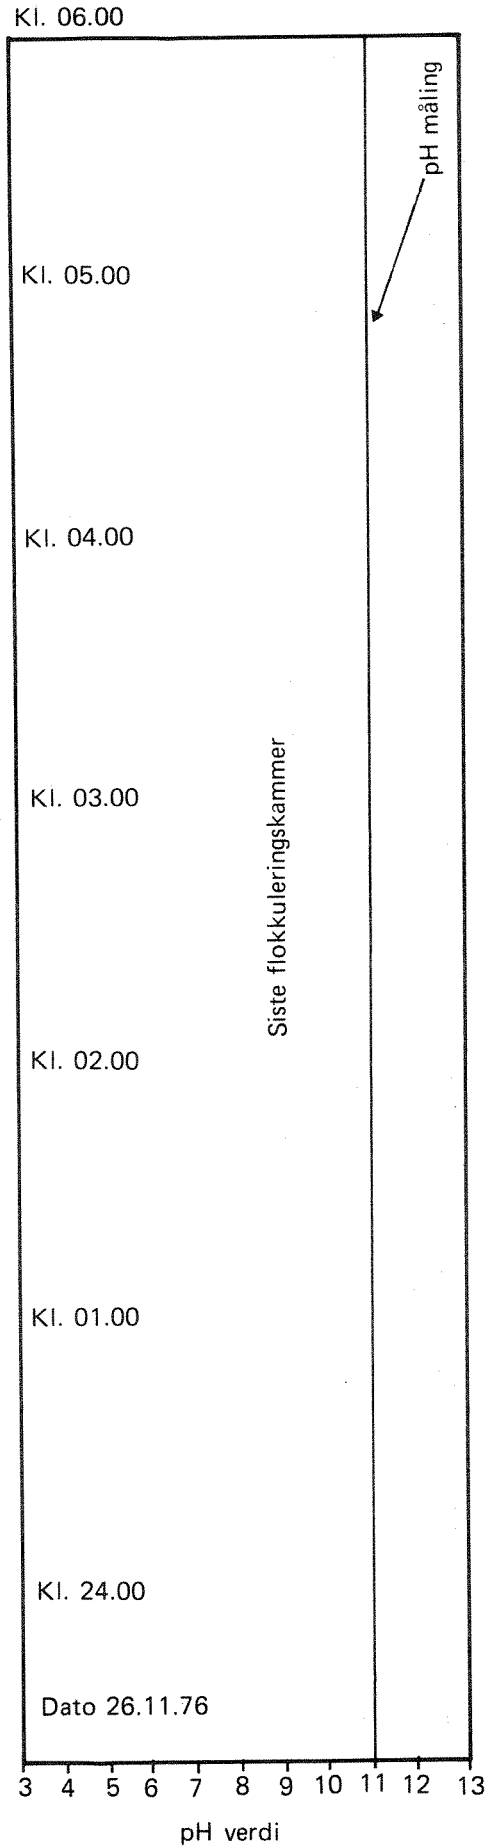 Kl. 06.00
pH måling
Kl. 05.00
Kl. 04.00
Kl. 03.00
Siste flokkuleringskammer
Kl. 02.00
Kl. 01.00
Kl. 24.00
Dato 26.11.76
3 4 5 6 7 8 9 10 11 12 13
pH verdi